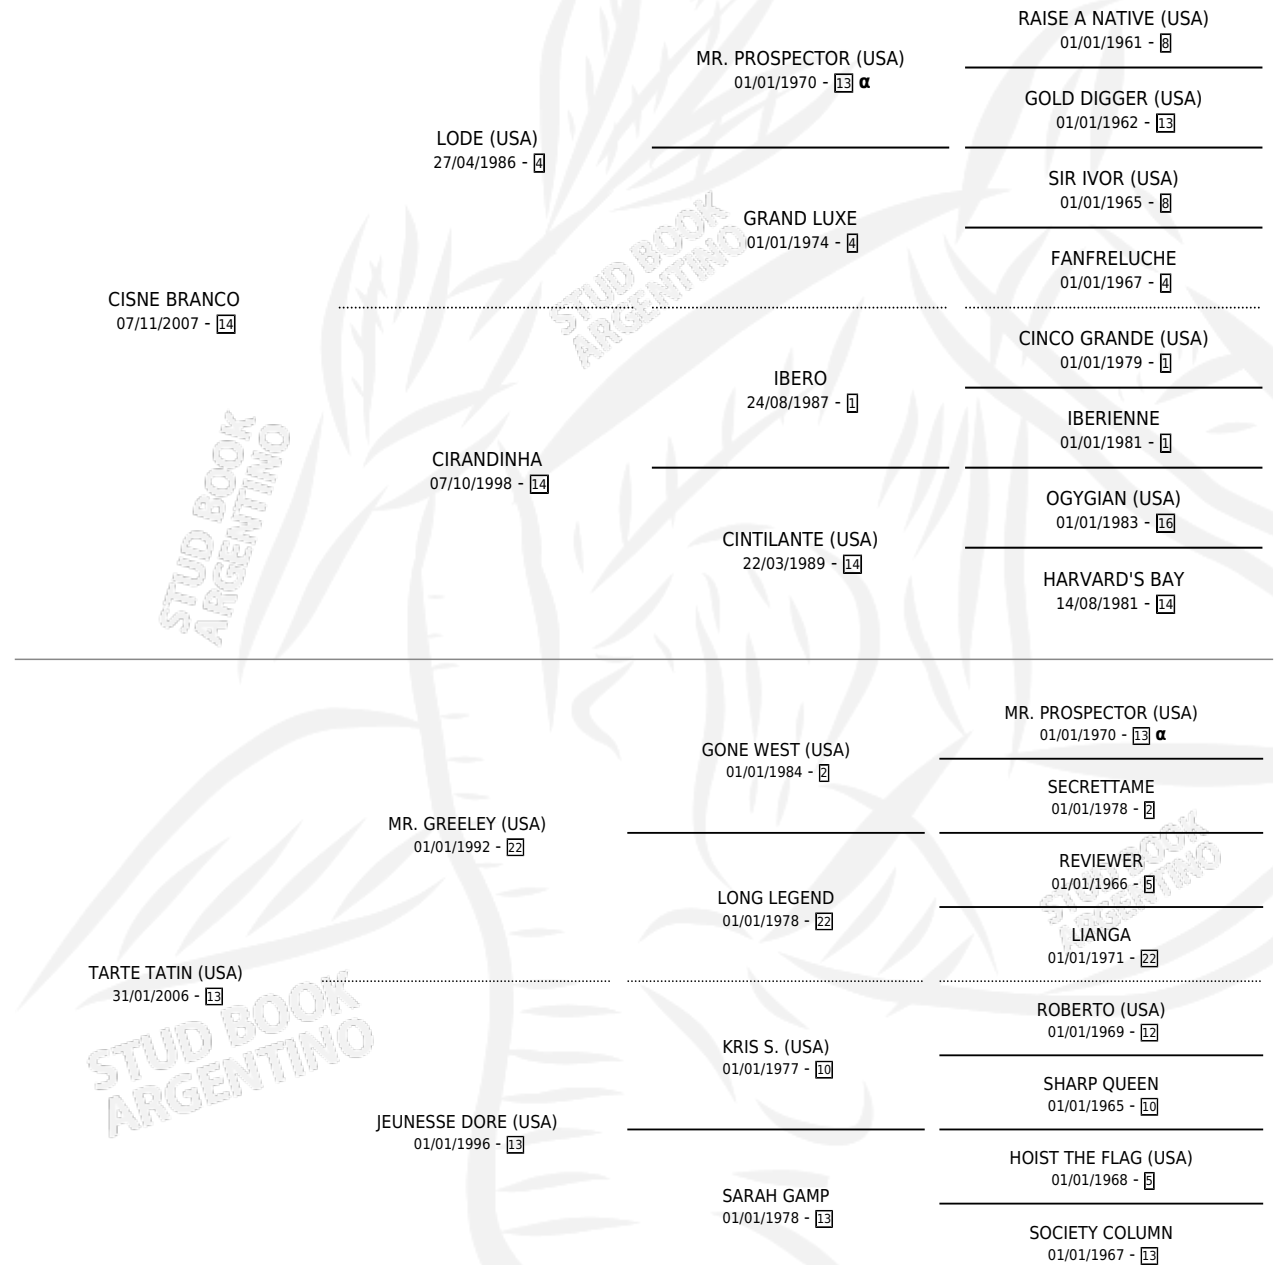 RAISE A NATIVE (USA)
01/01/1961 - 8
MR. PROSPECTOR (USA)
01/01/1970 - 13 α
GOLD DIGGER (USA)
01/01/1962 - 13
LODE (USA)
27/04/1986 - 4
SIR IVOR (USA)
01/01/1965 - 8
GRAND LUXE
01/01/1974 - 4
FANFRELUCHE
01/01/1967 - 4
CISNE BRANCO
07/11/2007 - 14
CINCO GRANDE (USA)
01/01/1979 - 1
IBERO
24/08/1987 - 1
IBERIENNE
01/01/1981 - 1
CIRANDINHA
07/10/1998 - 14
OGYGIAN (USA)
01/01/1983 - 16
CINTILANTE (USA)
22/03/1989 - 14
HARVARD'S BAY
14/08/1981 - 14
MR. PROSPECTOR (USA)
01/01/1970 - 13 α
GONE WEST (USA)
01/01/1984 - 2
SECRETTAME
01/01/1978 - 2
MR. GREELEY (USA)
01/01/1992 - 22
REVIEWER
01/01/1966 - 5
LONG LEGEND
01/01/1978 - 22
LIANGA
01/01/1971 - 22
TARTE TATIN (USA)
31/01/2006 - 13
ROBERTO (USA)
01/01/1969 - 12
KRIS S. (USA)
01/01/1977 - 10
SHARP QUEEN
01/01/1965 - 10
JEUNESSE DORE (USA)
01/01/1996 - 13
HOIST THE FLAG (USA)
01/01/1968 - 5
SARAH GAMP
01/01/1978 - 13
SOCIETY COLUMN
01/01/1967 - 13
STUD BOOK
ARGENTINO
STUD BOOK
ARGENTINO
STUD BOOK
ARGENTINO
STUD BOOK
ARGENTINO